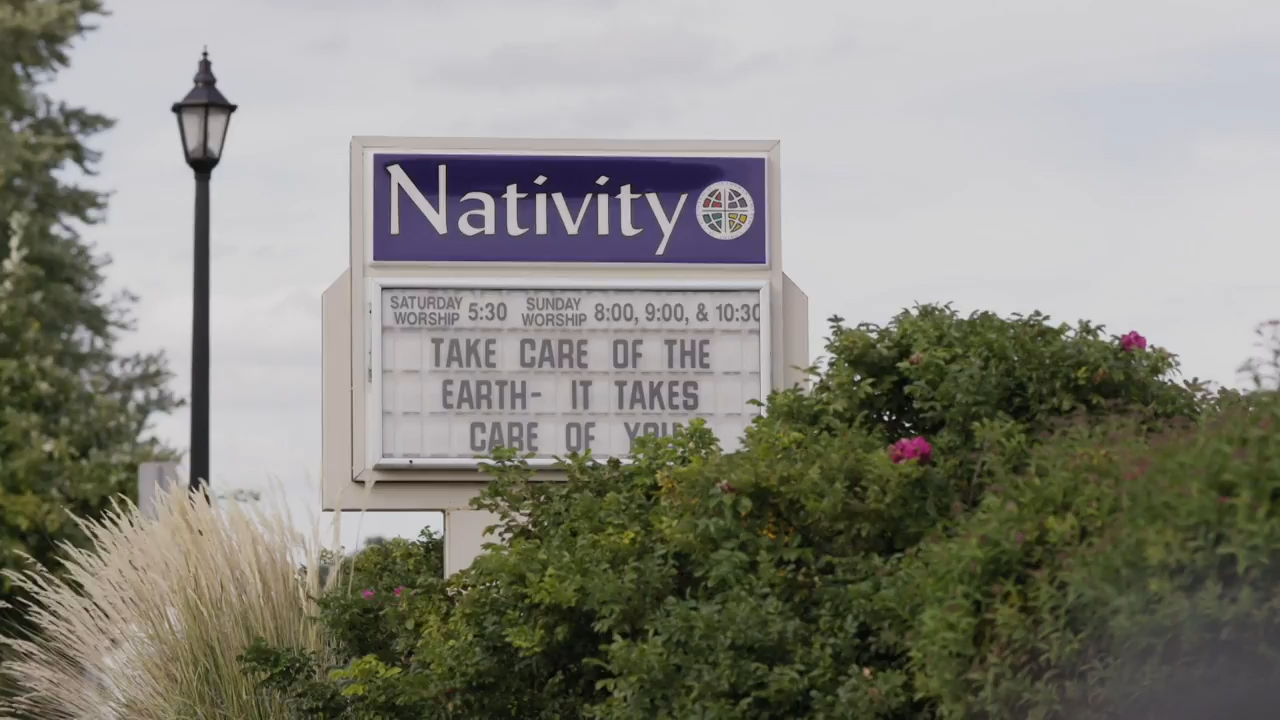 Nativity
SATURDAY WORSHIP 5:30 SUNDAY WORSHIP 8:00, 9:00, & 10:30
TAKE CARE OF THE
EARTH- IT TAKES
CARE OF YOU